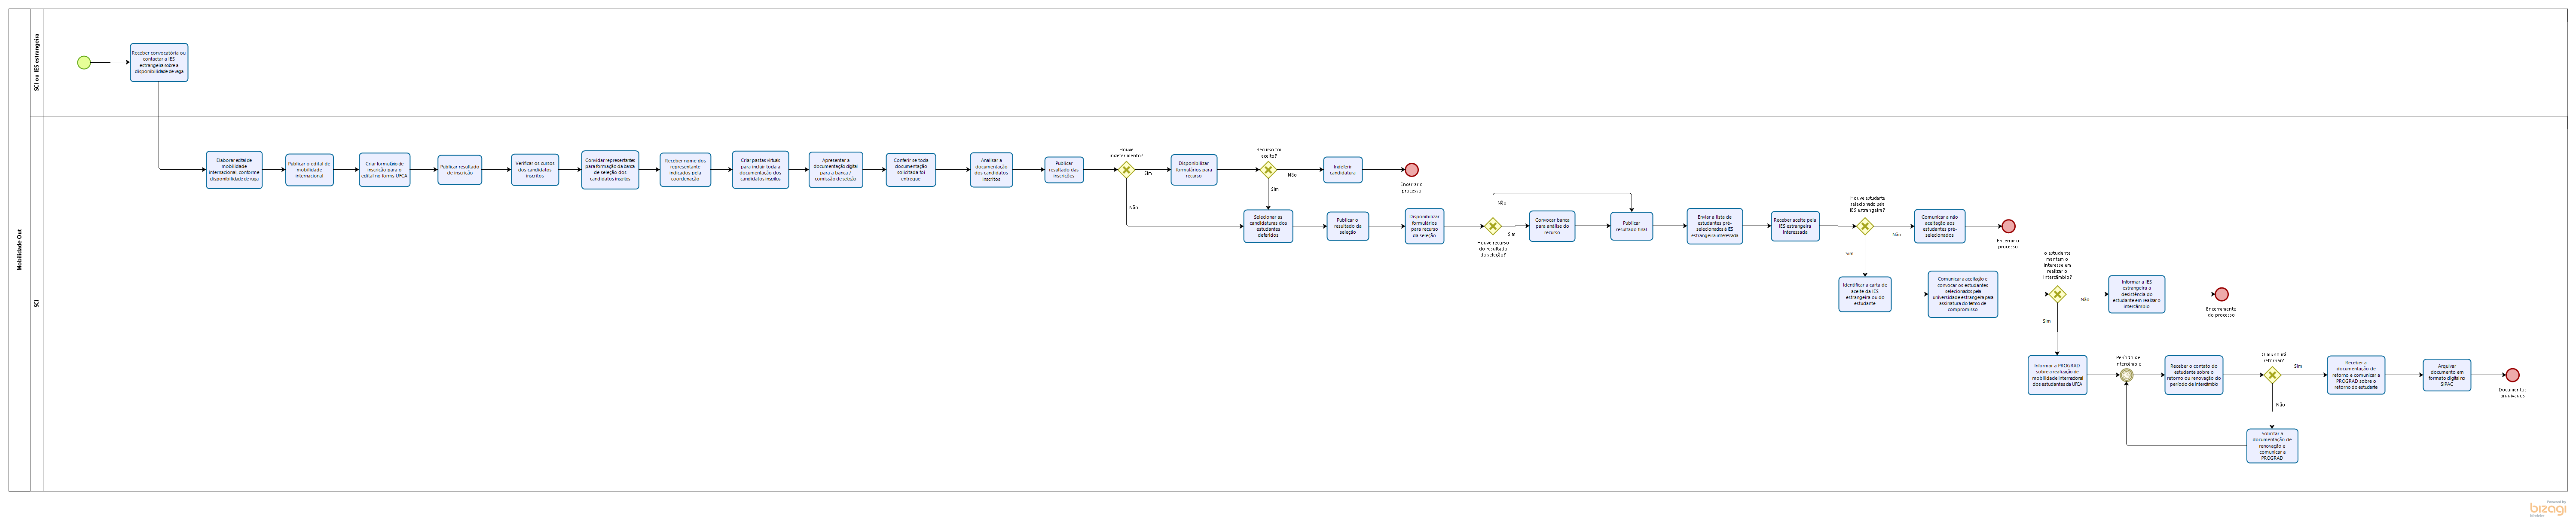 Mobilidade Out
SCI ou IES estrangeira
SCI
Receber convocatória ou
contactar a IES
estrangeira sobre a
disponibilidade de vaga
Elaborar edital de
mobilidade
internacional, conforme
disponibilidade de vaga
Publicar o edital de
mobilidade
internacional
Criar formulário de
inscrição para o
edital no forms UFCA
Publicar resultado
de inscrição
Verificar os cursos
dos candidatos
inscritos
Convidar representantes
para formação da banca
de seleção dos
candidatos inscritos
Receber nome dos
representante
indicados pela
coordenação
Criar pastas virtuais
para incluir toda a
documentação dos
candidatos inscritos
Apresentar a
documentação digital
para a banca /
comissão de seleção
Conferir se toda
documentação
solicitada foi
entregue
Analisar a
documentação
dos candidatos
inscritos
Publicar
resultado das
inscrições
Houve
indeferimento?
Sim
Não
Disponibilizar
formulários para
recurso
Recurso foi
aceito?
Não
Sim
Indeferir
candidatura
Encerrar o
processo
Selecionar as
candidaturas dos
estudantes
deferidos
Publicar o
resultado da
seleção
Disponibilizar
formulários
para recurso
da seleção
Houve recurso
do resultado
da seleção?
Não
Sim
Convocar banca
para análise do
recurso
Publicar
resultado final
Enviar a lista de
estudantes pré-
selecionados à IES
estrangeira interessada
Receber aceite pela
IES estrangeira
interessada
Houve estudante
selecionado pela
IES estrangeira?
Não
Sim
Comunicar a não
aceitação aos
estudantes pré-
selecionados
Encerrar o
processo
Identificar a carta de
aceite da IES
estrangeira ou do
estudante
Comunicar a aceitação e
convocar os estudantes
selecionados pela
universidade estrangeira para
assinatura do termo de
compromisso
o estudante
mantém o
interesse em
realizar o
intercâmbio?
Não
Sim
Informar a IES
estrangeira a
desistência do
estudante em realizar o
intercâmbio
Encerramento
do processo
Informar a PROGRAD
sobre a realização de
mobilidade internacional
dos estudantes da UFCA
Período de
intercâmbio
Receber o contato do
estudante sobre o
retorno ou renovação do
período de intercâmbio
O aluno irá
retornar?
Sim
Não
Receber a
documentação de
retorno e comunicar a
PROGRAD sobre o
retorno do estudante
Arquivar
documento em
formato digital no
SIPAC
Documentos
arquivados
Solicitar a
documentação de
renovação e
comunicar a
PROGRAD
Powered by
bizagi
Modeler